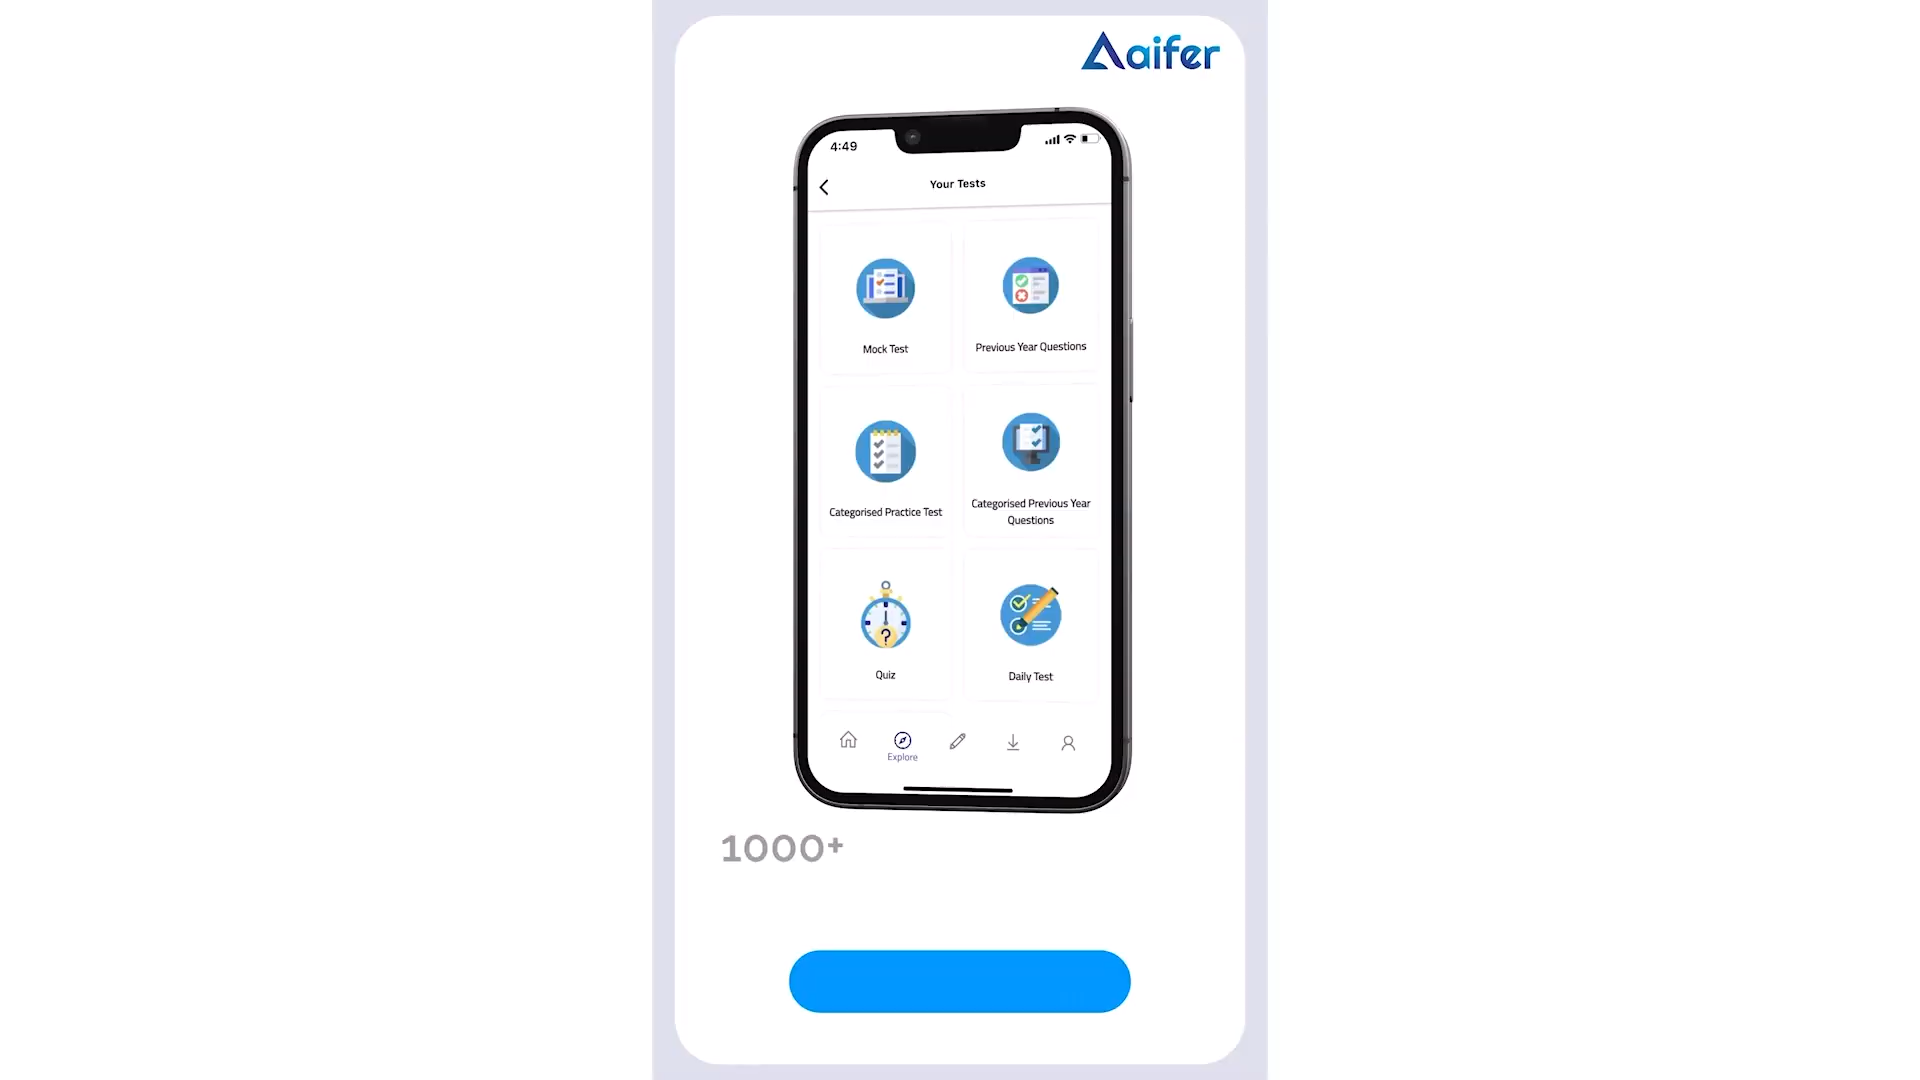 aifer
4:49
Your Tests
Mock Test
Previous Year Questions
Categorised Practice Test
Categorised Previous Year
Questions
?
Quiz
Daily Test
Explore
1000+